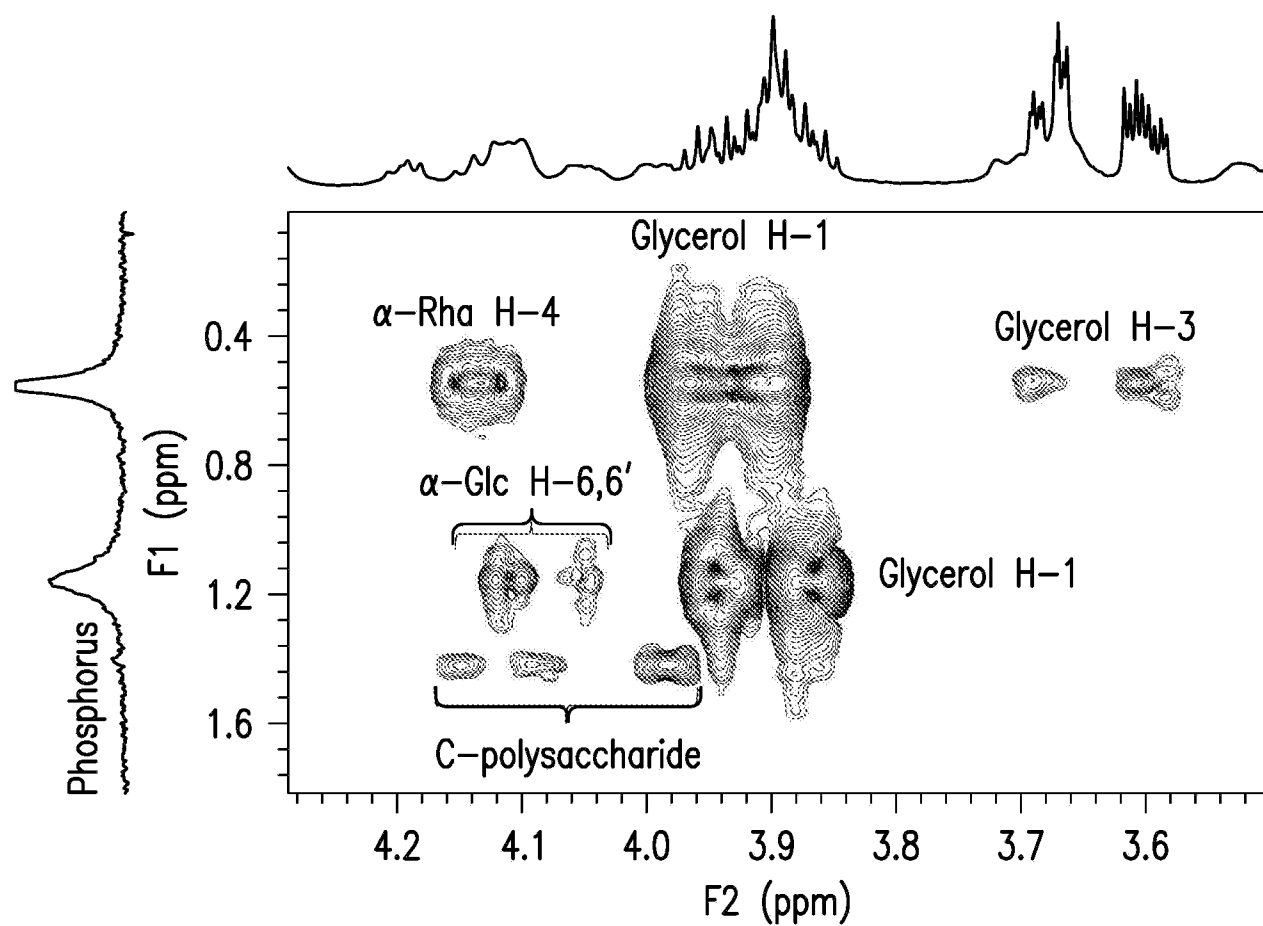 Glycerol H-1
α-Rha H-4
Glycerol H-3
0.4
0.8
α-Glc H-6,6′
F1 (ppm)
Glycerol H-1
1.2
Phosphorus
1.6
C-polysaccharide
4.2 4.1 4.0 3.9 3.8 3.7 3.6
F2 (ppm)